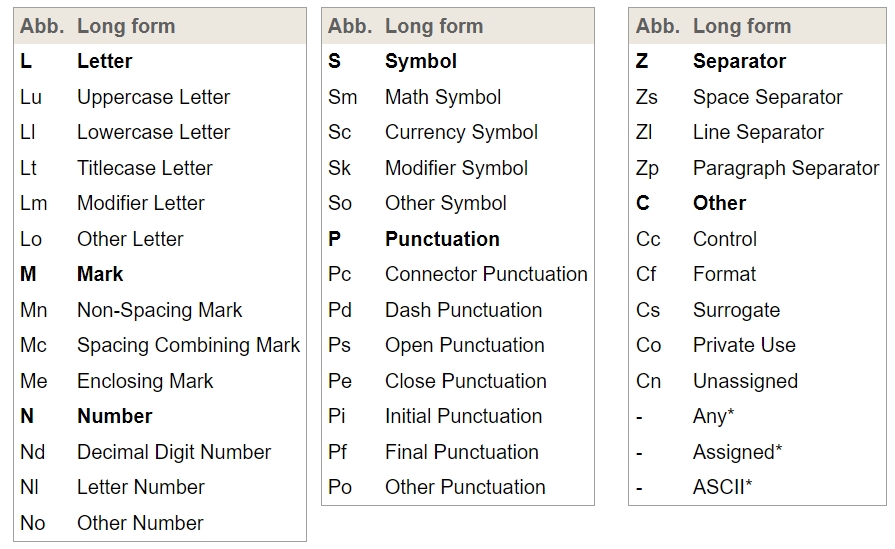 Abb. Long form
L Letter
Lu Uppercase Letter
Ll Lowercase Letter
Lt Titlecase Letter
Lm Modifier Letter
Lo Other Letter
M Mark
Mn Non-Spacing Mark
Mc Spacing Combining Mark
Me Enclosing Mark
N Number
Nd Decimal Digit Number
Nl Letter Number
No Other Number
Abb. Long form
S Symbol
Sm Math Symbol
Sc Currency Symbol
Sk Modifier Symbol
So Other Symbol
P Punctuation
Pc Connector Punctuation
Pd Dash Punctuation
Ps Open Punctuation
Pe Close Punctuation
Pi Initial Punctuation
Pf Final Punctuation
Po Other Punctuation
Abb. Long form
Z Separator
Zs Space Separator
Zl Line Separator
Zp Paragraph Separator
C Other
Cc Control
Cf Format
Cs Surrogate
Co Private Use
Cn Unassigned
- Any*
- Assigned*
- ASCII*